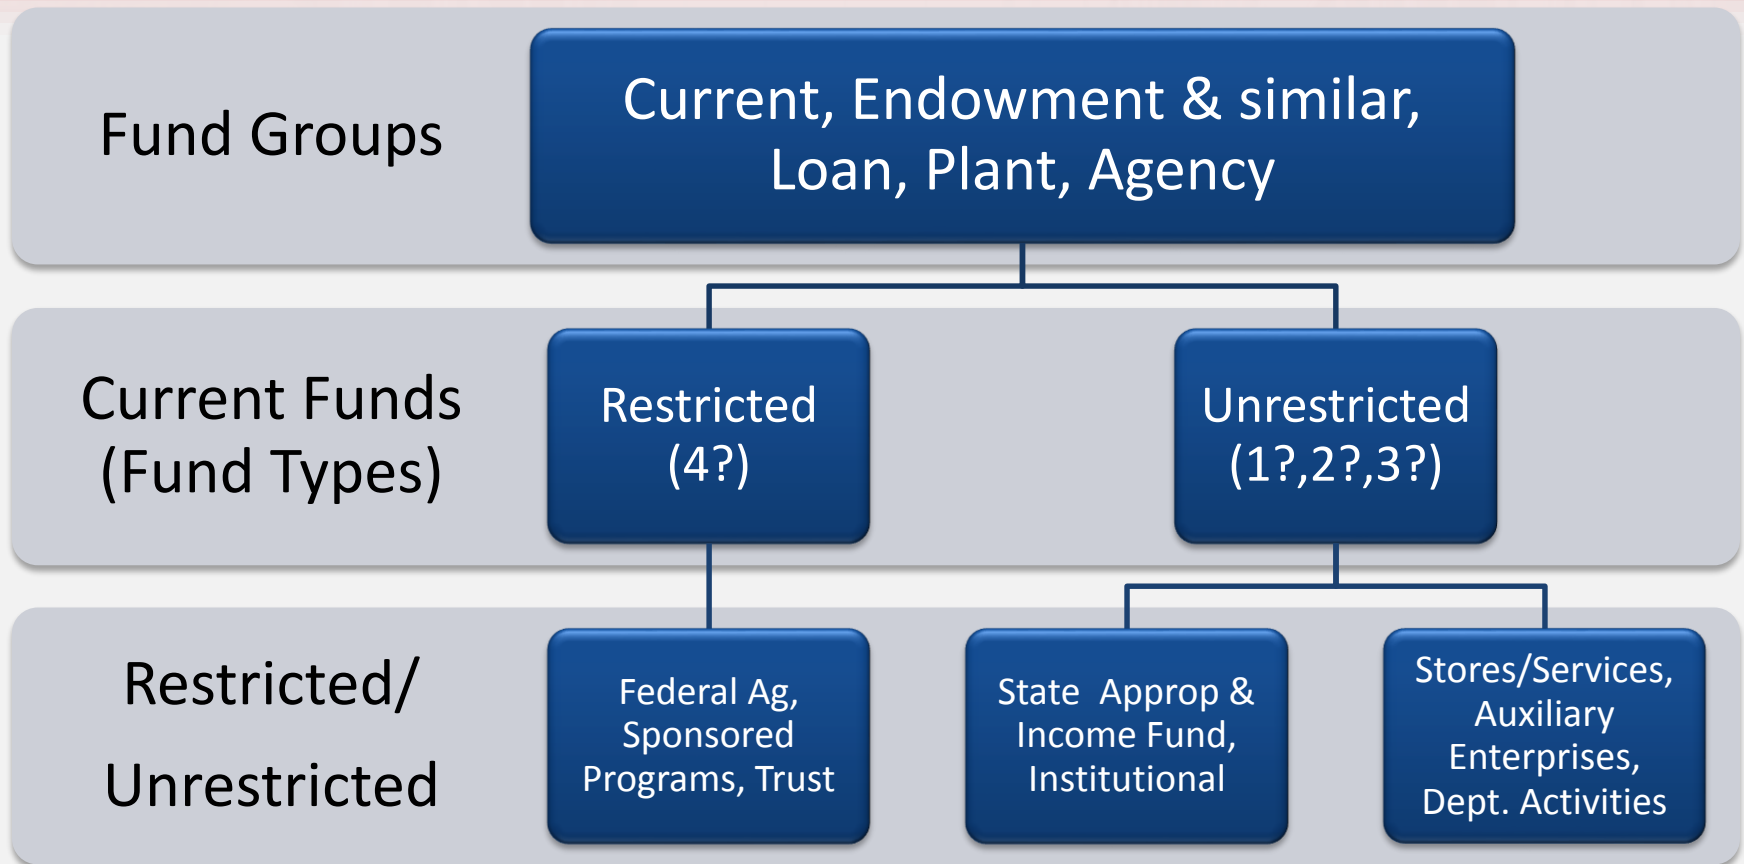 Fund Groups
Current, Endowment & similar,
Loan, Plant, Agency
Current Funds
(Fund Types)
Restricted
(4?)
Unrestricted
(1?,2?,3?)
Restricted/
Unrestricted
Federal Ag,
Sponsored
Programs, Trust
State Approp &
Income Fund,
Institutional
Stores/Services,
Auxiliary
Enterprises,
Dept. Activities